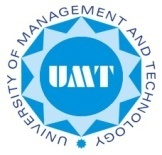 UNIVERSITY OF MANAGEMENT AND TECHNOLOGY
UMT